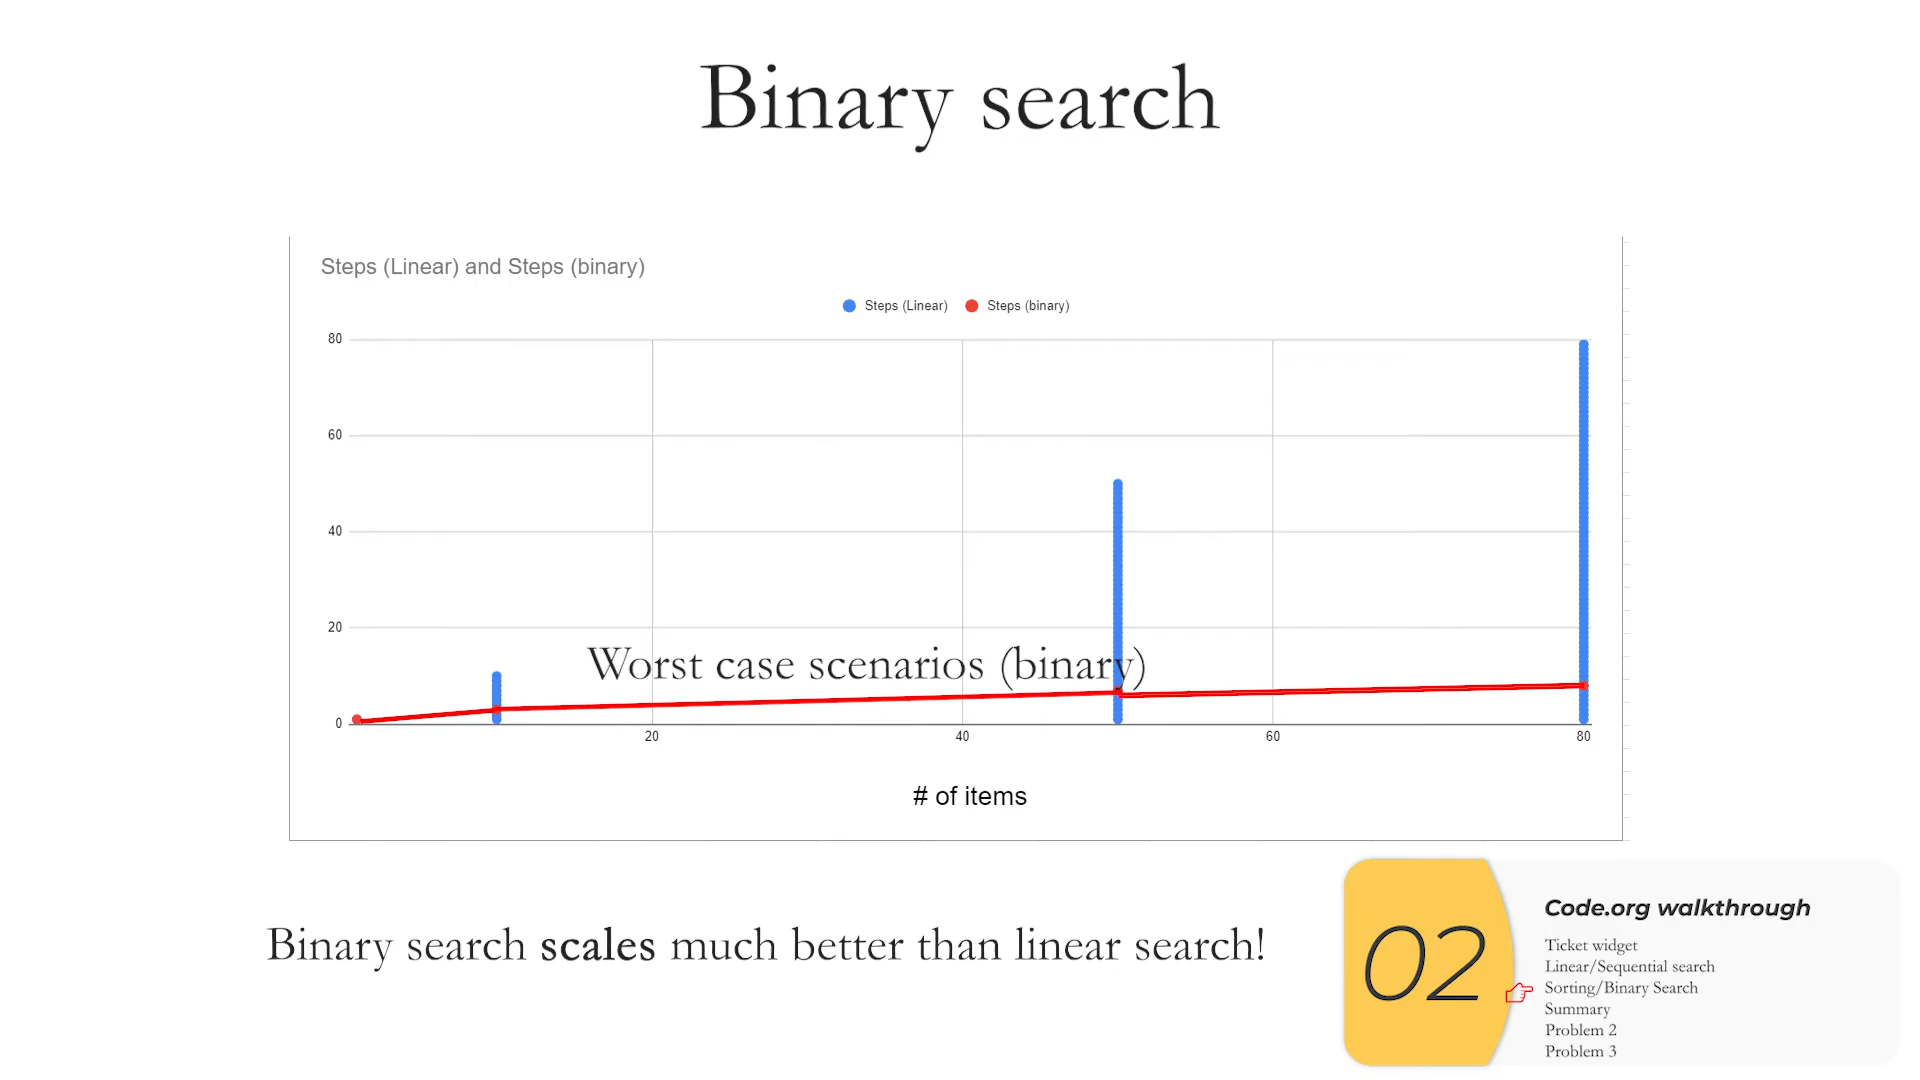 Binary search
Steps (Linear) and Steps (binary)
Steps (Linear) Steps (binary)
80
60
40
20
0
Worst case scenarios (binary)
20 40 60 80
# of items
Binary search scales much better than linear search!
02
Code.org walkthrough
Ticket widget
Linear/Sequential search
Sorting/Binary Search
Summary
Problem 2
Problem 3